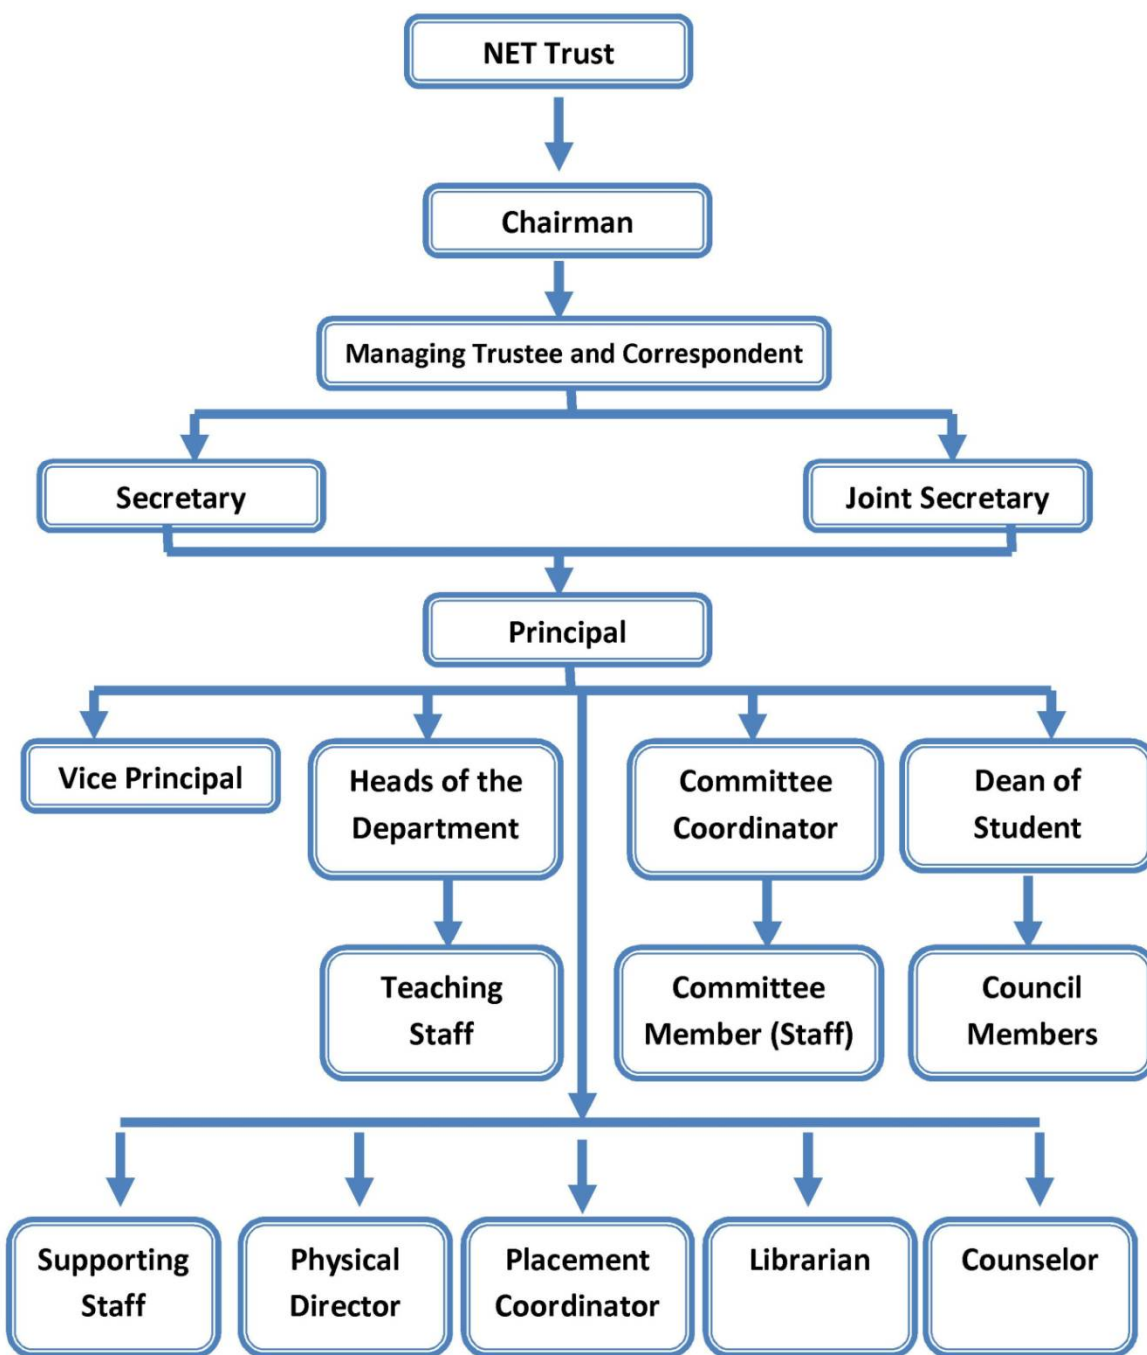 NET Trust
Chairman
Managing Trustee and Correspondent
Secretary
Joint Secretary
Principal
Vice Principal
Heads of the
Department
Committee
Coordinator
Dean of
Student
Teaching
Staff
Committee
Member (Staff)
Council
Members
Supporting
Staff
Physical
Director
Placement
Coordinator
Librarian
Counselor